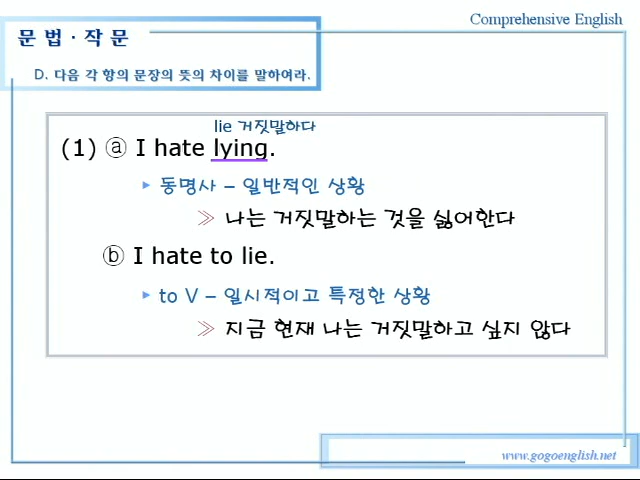 Comprehensive English
문 법 · 작 문
D. 다음 각 항의 문장의 뜻의 차이를 말하여라.
lie 거짓말하다
(1) ⓐ I hate lying.
▸ 동명사 – 일반적인 상황
≫ 나는 거짓말하는 것을 싫어한다
ⓑ I hate to lie.
▸ to V – 일시적이고 특정한 상황
≫ 지금 현재 나는 거짓말하고 싶지 않다
www.gogoenglish.net